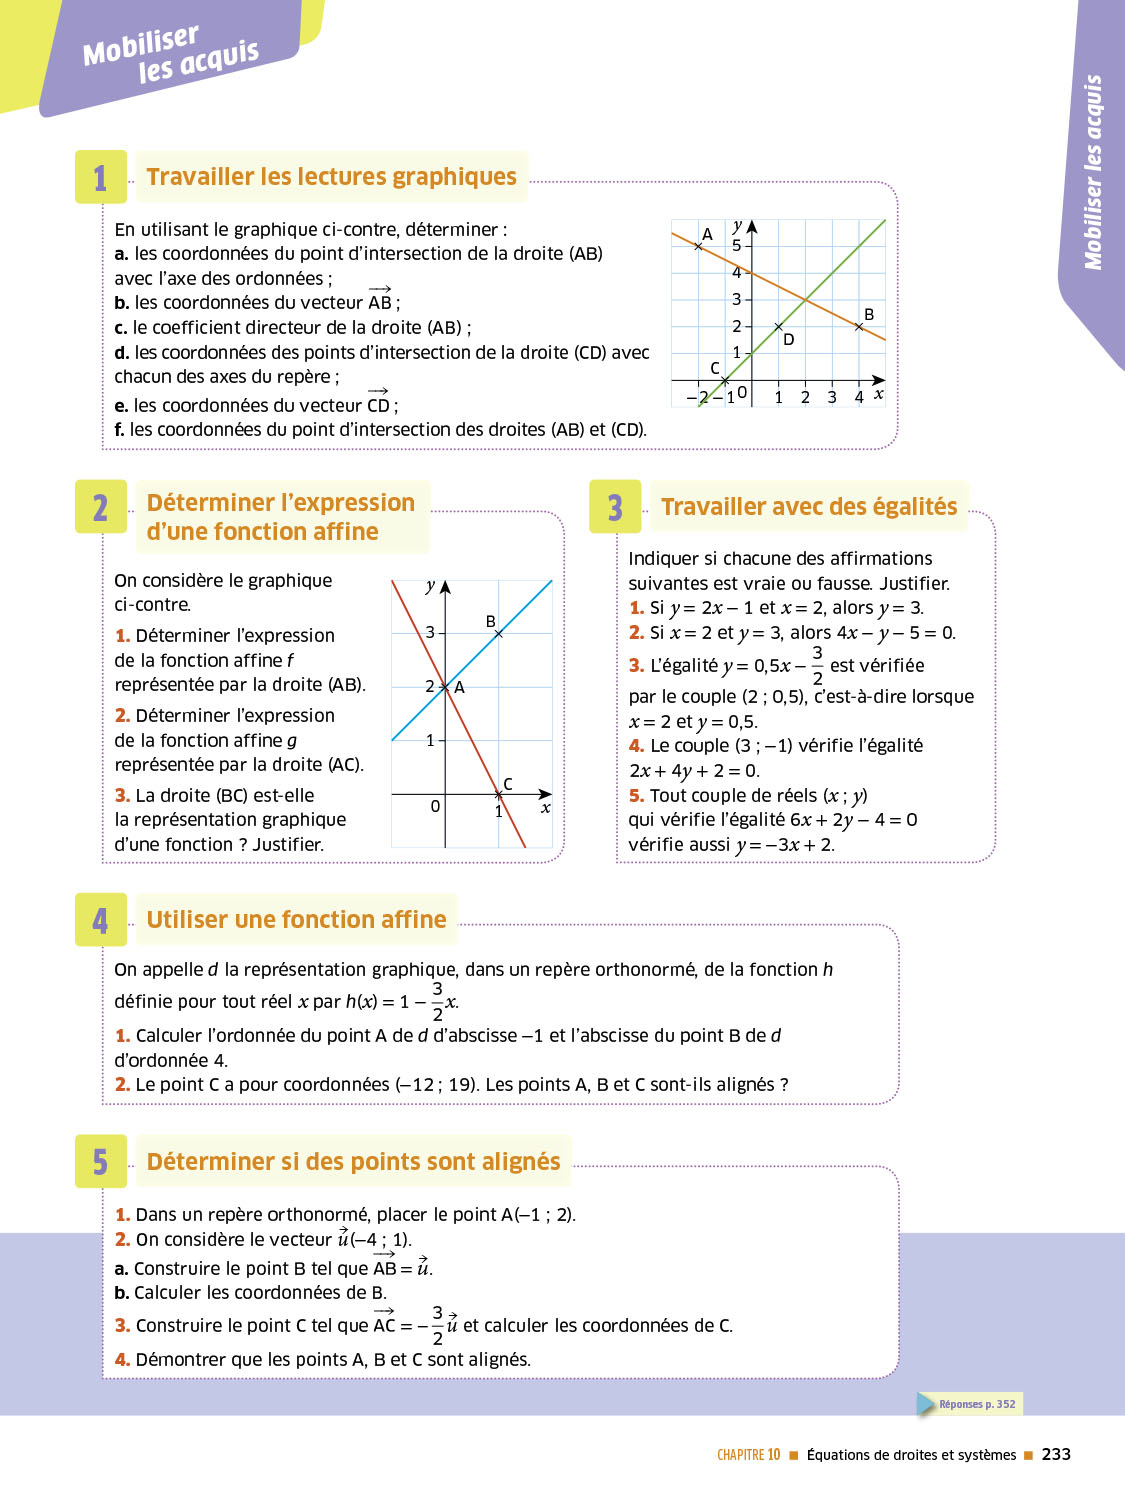 Mobiliser
les acquis
Mobiliser les acquis
1 Travailler les lectures graphiques
En utilisant le graphique ci-contre, déterminer :
a. les coordonnées du point d'intersection de la droite (AB)
avec l'axe des ordonnées ;
b. les coordonnées du vecteur \overrightarrow{AB} ;
c. le coefficient directeur de la droite (AB) ;
d. les coordonnées des points d'intersection de la droite (CD) avec
chacun des axes du repère ;
e. les coordonnées du vecteur \overrightarrow{CD} ;
f. les coordonnées du point d'intersection des droites (AB) et (CD).
A y
5
4
3
B
2
D
1
C
−2 −1 0 1 2 3 4 x
2 Déterminer l'expression
d'une fonction affine
On considère le graphique
ci-contre.
1. Déterminer l'expression
de la fonction affine f
représentée par la droite (AB).
2. Déterminer l'expression
de la fonction affine g
représentée par la droite (AC).
3. La droite (BC) est-elle
la représentation graphique
d'une fonction ? Justifier.
y
B
3
2 A
1
C
0 1 x
3 Travailler avec des égalités
Indiquer si chacune des affirmations
suivantes est vraie ou fausse. Justifier.
1. Si y = 2x − 1 et x = 2, alors y = 3.
2. Si x = 2 et y = 3, alors 4x − y − 5 = 0.
3. L'égalité y = 0,5x − 3/2 est vérifiée
par le couple (2 ; 0,5), c'est-à-dire lorsque
x = 2 et y = 0,5.
4. Le couple (3 ; −1) vérifie l'égalité
2x + 4y + 2 = 0.
5. Tout couple de réels (x ; y)
qui vérifie l'égalité 6x + 2y − 4 = 0
vérifie aussi y = −3x + 2.
4 Utiliser une fonction affine
On appelle d la représentation graphique, dans un repère orthonormé, de la fonction h
définie pour tout réel x par h(x) = 1 − 3/2 x.
1. Calculer l'ordonnée du point A de d d'abscisse −1 et l'abscisse du point B de d
d'ordonnée 4.
2. Le point C a pour coordonnées (−12 ; 19). Les points A, B et C sont-ils alignés ?
5 Déterminer si des points sont alignés
1. Dans un repère orthonormé, placer le point A(−1 ; 2).
2. On considère le vecteur \vec{u}(−4 ; 1).
a. Construire le point B tel que \overrightarrow{AB} = \vec{u}.
b. Calculer les coordonnées de B.
3. Construire le point C tel que \overrightarrow{AC} = −3/2 \vec{u} et calculer les coordonnées de C.
4. Démontrer que les points A, B et C sont alignés.
Réponses p. 352
CHAPITRE 10 ■ Équations de droites et systèmes ■ 233